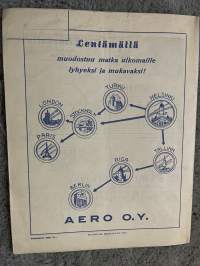 Lentämällä
muodostuu matka ulkomaille
lyhyeksi ja mukavaksi!
TURKU
HELSINKI
LONDON
STOCKHOLM
PARIS
TALLINN
RIGA
BERLIN
AERO O.Y.